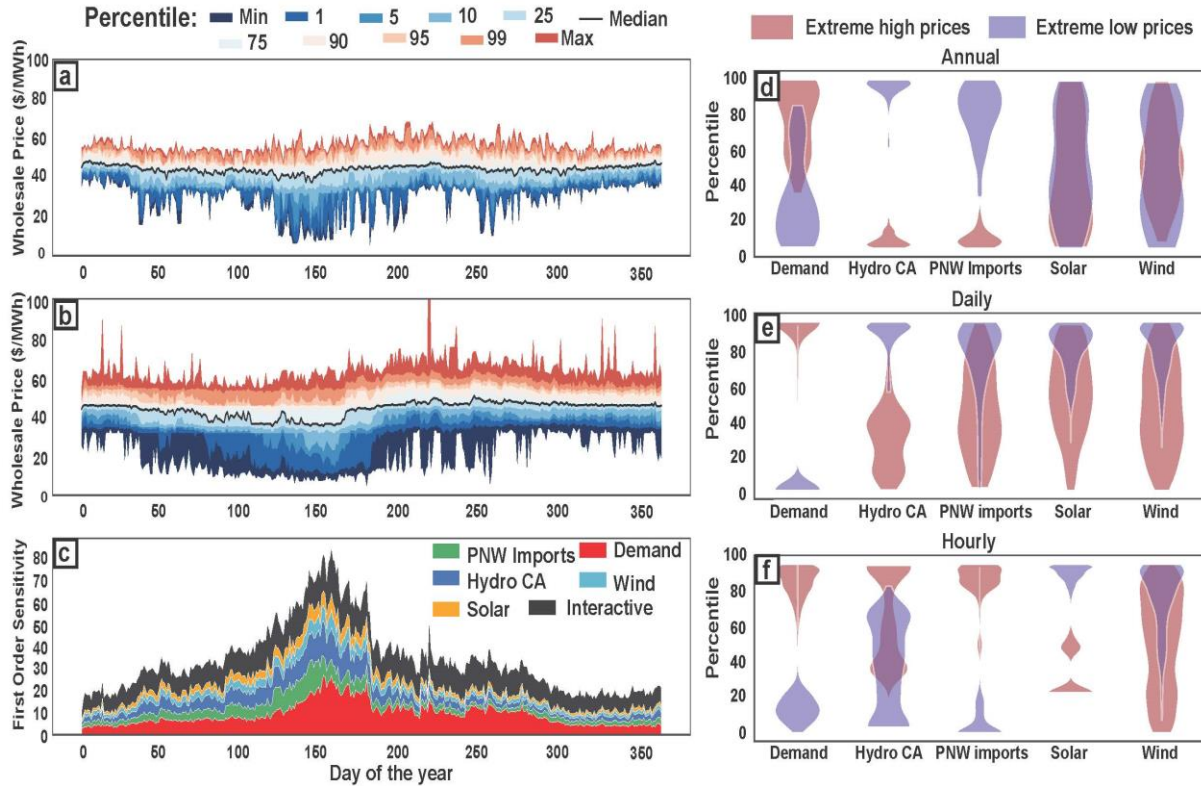 Percentile: Min 1 5 10 25 Median
75 90 95 99 Max
Extreme high prices Extreme low prices
a
Wholesale Price ($/MWh)
100
80
60
40
20
0
0 50 100 150 200 250 300 350
b
Wholesale Price ($/MWh)
100
80
60
40
20
0
0 50 100 150 200 250 300 350
c
First Order Sensitivity
80
70
60
50
40
30
20
10
0
PNW Imports Demand
Hydro CA Wind
Solar Interactive
0 50 100 150 200 250 300 350
Day of the year
Annual
d
Percentile
100
80
60
40
20
0
Demand Hydro CA PNW Imports Solar Wind
Daily
e
Percentile
100
80
60
40
20
0
Demand Hydro CA PNW imports Solar Wind
Hourly
f
Percentile
100
80
60
40
20
0
Demand Hydro CA PNW imports Solar Wind